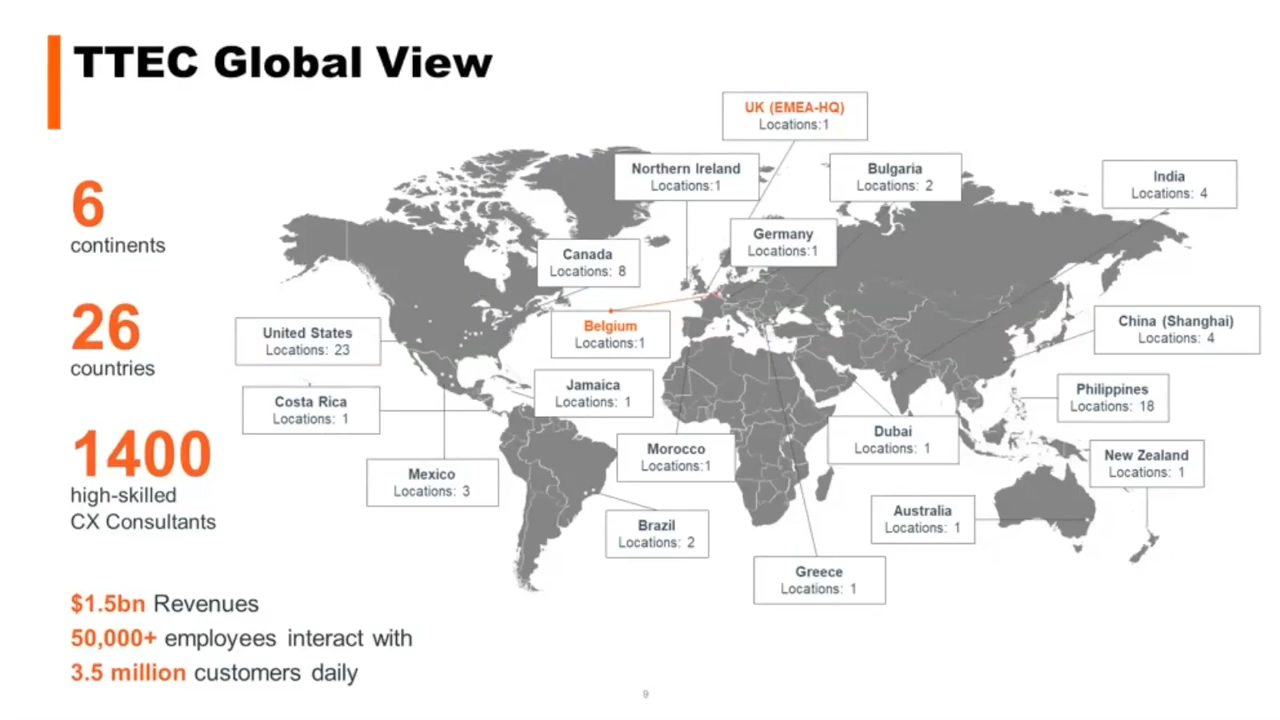 TTEC Global View
6
continents
26
countries
1400
high-skilled
CX Consultants
$1.5bn Revenues
50,000+ employees interact with
3.5 million customers daily
UK (EMEA-HQ)
Locations:1
Northern Ireland
Locations:1
Bulgaria
Locations: 2
India
Locations: 4
Germany
Locations:1
Canada
Locations: 8
Belgium
Locations:1
United States
Locations: 23
China (Shanghai)
Locations: 4
Costa Rica
Locations: 1
Jamaica
Locations: 1
Philippines
Locations: 18
Dubai
Locations: 1
Morocco
Locations:1
New Zealand
Locations: 1
Mexico
Locations: 3
Brazil
Locations: 2
Australia
Locations: 1
Greece
Locations: 1
9